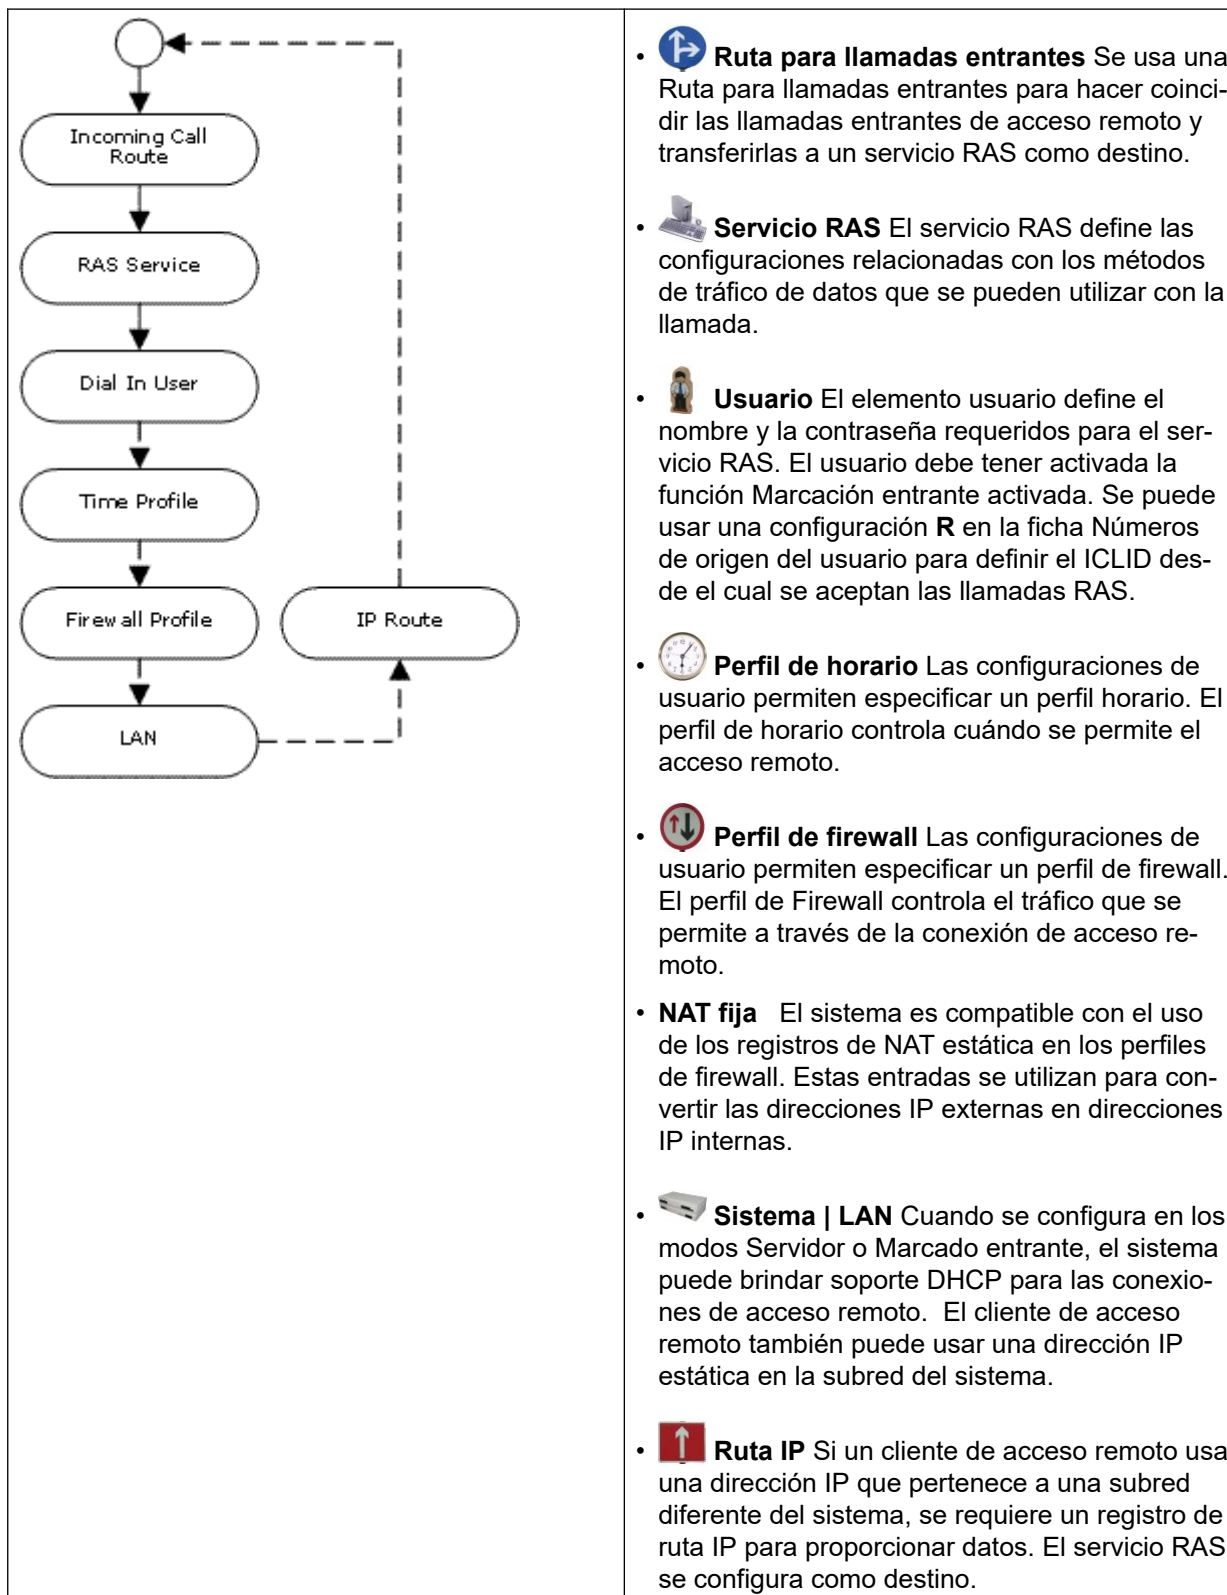 Incoming Call
Route
RAS Service
Dial In User
Time Profile
Firewall Profile
IP Route
LAN
• Ruta para llamadas entrantes Se usa una
Ruta para llamadas entrantes para hacer coinci-
dir las llamadas entrantes de acceso remoto y
transferirlas a un servicio RAS como destino.
• Servicio RAS El servicio RAS define las
configuraciones relacionadas con los métodos
de tráfico de datos que se pueden utilizar con la
llamada.
• Usuario El elemento usuario define el
nombre y la contraseña requeridos para el ser-
vicio RAS. El usuario debe tener activada la
función Marcación entrante activada. Se puede
usar una configuración R en la ficha Números
de origen del usuario para definir el ICLID des-
de el cual se aceptan las llamadas RAS.
• Perfil de horario Las configuraciones de
usuario permiten especificar un perfil horario. El
perfil de horario controla cuándo se permite el
acceso remoto.
• Perfil de firewall Las configuraciones de
usuario permiten especificar un perfil de firewall.
El perfil de Firewall controla el tráfico que se
permite a través de la conexión de acceso re-
moto.
• NAT fija El sistema es compatible con el uso
de los registros de NAT estática en los perfiles
de firewall. Estas entradas se utilizan para con-
vertir las direcciones IP externas en direcciones
IP internas.
• Sistema | LAN Cuando se configura en los
modos Servidor o Marcado entrante, el sistema
puede brindar soporte DHCP para las conexio-
nes de acceso remoto. El cliente de acceso
remoto también puede usar una dirección IP
estática en la subred del sistema.
• Ruta IP Si un cliente de acceso remoto usa
una dirección IP que pertenece a una subred
diferente del sistema, se requiere un registro de
ruta IP para proporcionar datos. El servicio RAS
se configura como destino.